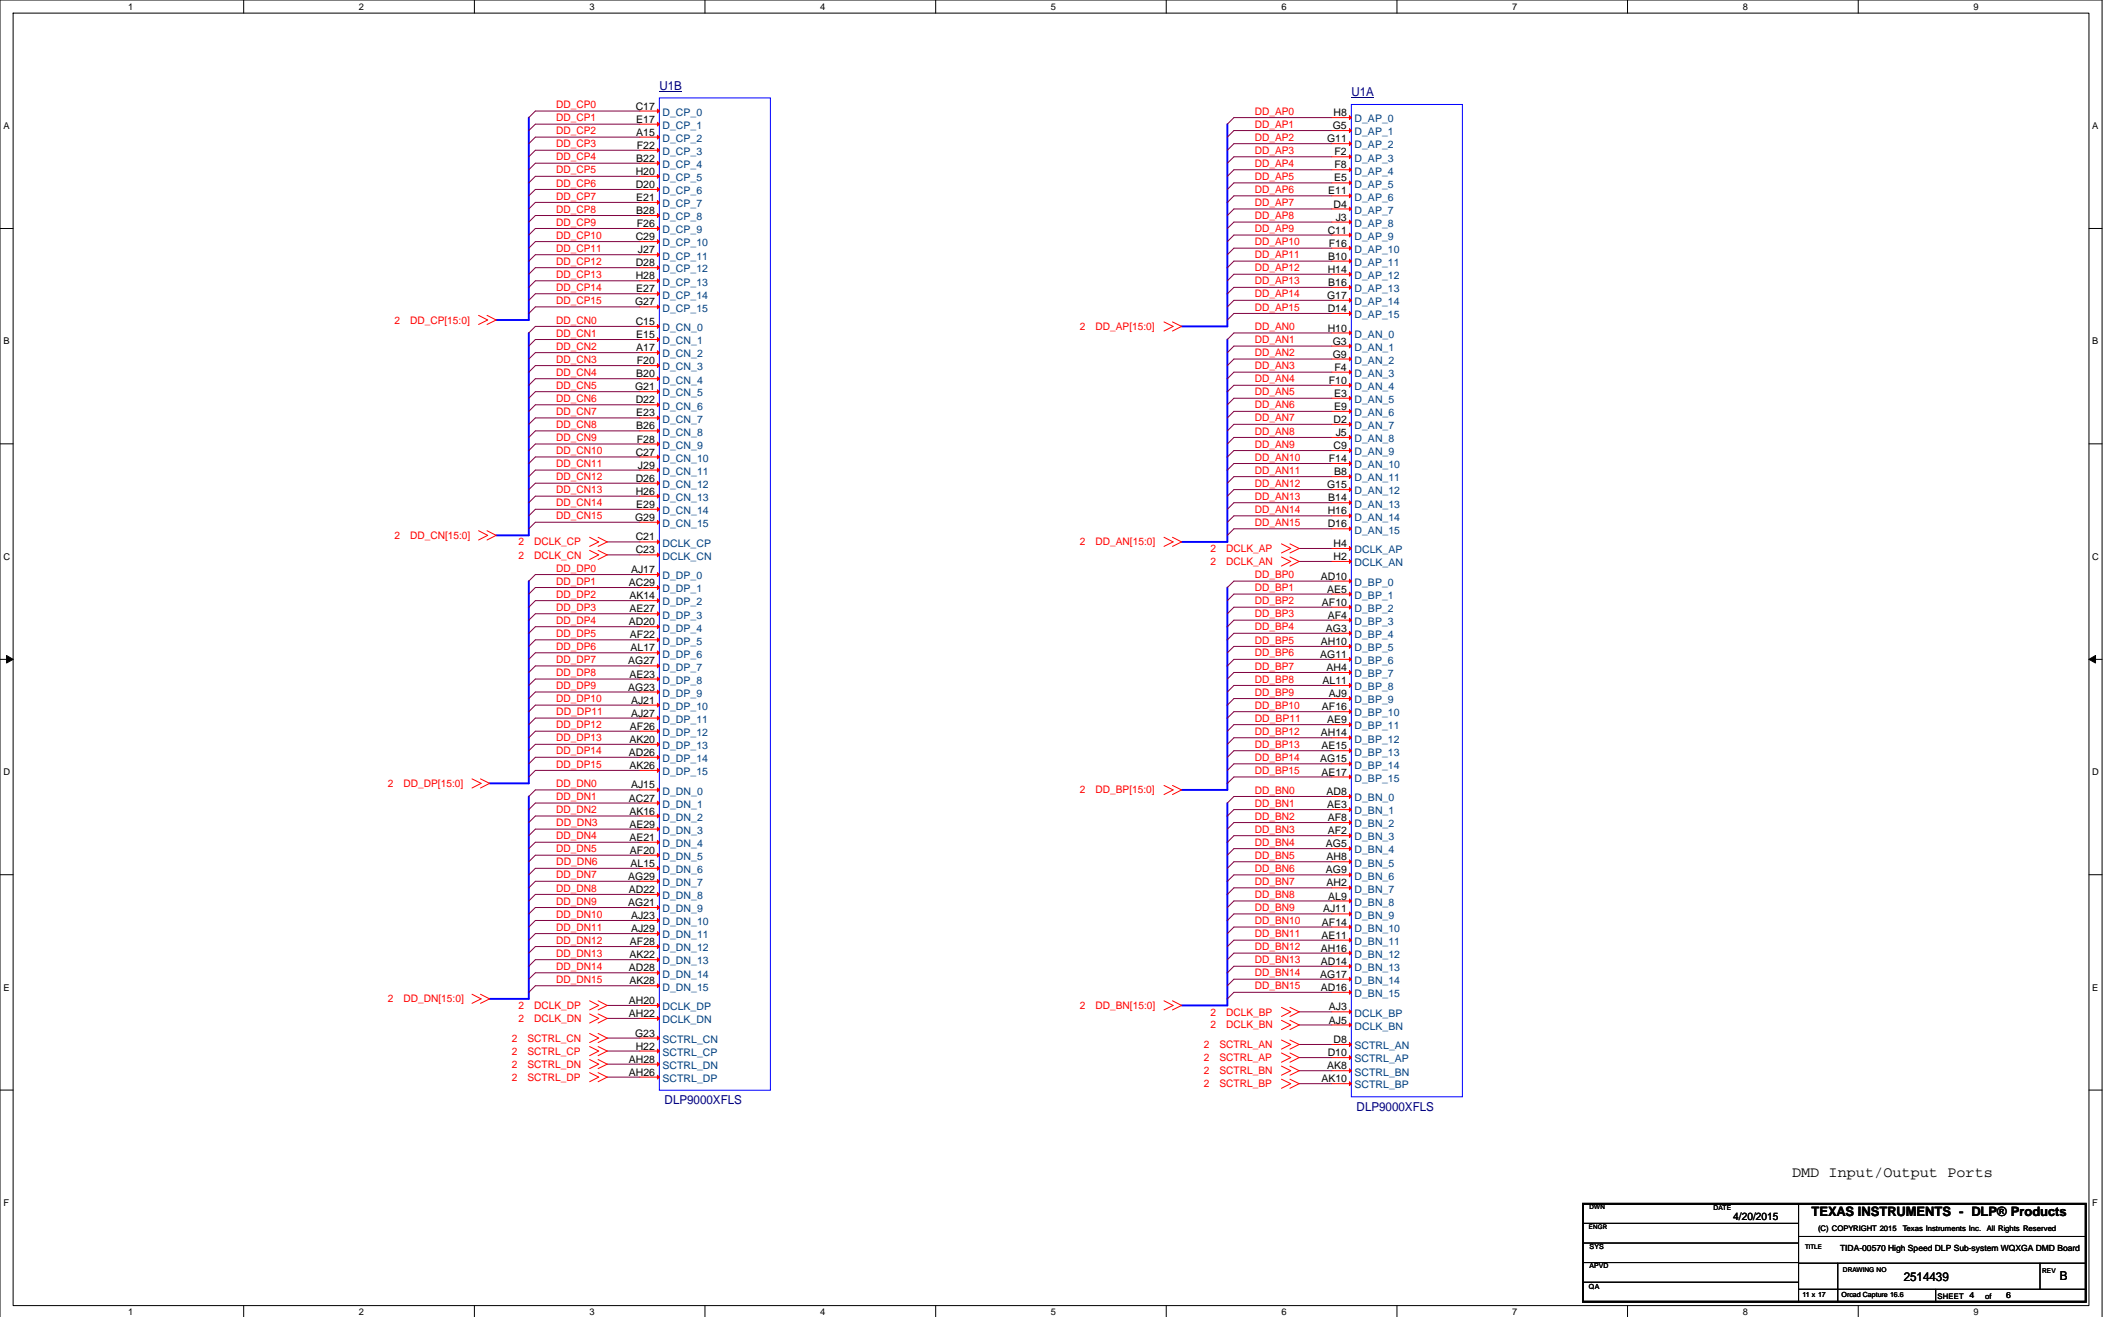 1 2 3 4 5 6 7 8 9
U1B
DD_CP0 C17 D_CP_0
DD_CP1 E17 D_CP_1
DD_CP2 A15 D_CP_2
DD_CP3 F22 D_CP_3
DD_CP4 B22 D_CP_4
DD_CP5 H20 D_CP_5
DD_CP6 D20 D_CP_6
DD_CP7 E21 D_CP_7
DD_CP8 B28 D_CP_8
DD_CP9 F26 D_CP_9
DD_CP10 C29 D_CP_10
DD_CP11 J27 D_CP_11
DD_CP12 D28 D_CP_12
DD_CP13 H28 D_CP_13
DD_CP14 E27 D_CP_14
DD_CP15 G27 D_CP_15
2 DD_CP[15:0]
DD_CN0 C15 D_CN_0
DD_CN1 E15 D_CN_1
DD_CN2 A17 D_CN_2
DD_CN3 F20 D_CN_3
DD_CN4 B20 D_CN_4
DD_CN5 G21 D_CN_5
DD_CN6 D22 D_CN_6
DD_CN7 E23 D_CN_7
DD_CN8 B26 D_CN_8
DD_CN9 F28 D_CN_9
DD_CN10 C27 D_CN_10
DD_CN11 J29 D_CN_11
DD_CN12 D26 D_CN_12
DD_CN13 H26 D_CN_13
DD_CN14 E29 D_CN_14
DD_CN15 G29 D_CN_15
2 DD_CN[15:0]
2 DCLK_CP C21 DCLK_CP
2 DCLK_CN C23 DCLK_CN
DD_DP0 AJ17 D_DP_0
DD_DP1 AC29 D_DP_1
DD_DP2 AK14 D_DP_2
DD_DP3 AE27 D_DP_3
DD_DP4 AD20 D_DP_4
DD_DP5 AF22 D_DP_5
DD_DP6 AL17 D_DP_6
DD_DP7 AG27 D_DP_7
DD_DP8 AE23 D_DP_8
DD_DP9 AG23 D_DP_9
DD_DP10 AJ21 D_DP_10
DD_DP11 AJ27 D_DP_11
DD_DP12 AF26 D_DP_12
DD_DP13 AK20 D_DP_13
DD_DP14 AD26 D_DP_14
DD_DP15 AK26 D_DP_15
2 DD_DP[15:0]
DD_DN0 AJ15 D_DN_0
DD_DN1 AC27 D_DN_1
DD_DN2 AK16 D_DN_2
DD_DN3 AE29 D_DN_3
DD_DN4 AE21 D_DN_4
DD_DN5 AF20 D_DN_5
DD_DN6 AL15 D_DN_6
DD_DN7 AG29 D_DN_7
DD_DN8 AD22 D_DN_8
DD_DN9 AG21 D_DN_9
DD_DN10 AJ23 D_DN_10
DD_DN11 AJ29 D_DN_11
DD_DN12 AF28 D_DN_12
DD_DN13 AK22 D_DN_13
DD_DN14 AD28 D_DN_14
DD_DN15 AK28 D_DN_15
2 DD_DN[15:0]
2 DCLK_DP AH20 DCLK_DP
2 DCLK_DN AH22 DCLK_DN
2 SCTRL_CN G23 SCTRL_CN
2 SCTRL_CP H22 SCTRL_CP
2 SCTRL_DN AH28 SCTRL_DN
2 SCTRL_DP AH26 SCTRL_DP
DLP9000XFLS
U1A
DD_AP0 H8 D_AP_0
DD_AP1 G5 D_AP_1
DD_AP2 G11 D_AP_2
DD_AP3 F2 D_AP_3
DD_AP4 F8 D_AP_4
DD_AP5 E5 D_AP_5
DD_AP6 E11 D_AP_6
DD_AP7 D4 D_AP_7
DD_AP8 J3 D_AP_8
DD_AP9 C11 D_AP_9
DD_AP10 F16 D_AP_10
DD_AP11 B10 D_AP_11
DD_AP12 H14 D_AP_12
DD_AP13 B16 D_AP_13
DD_AP14 G17 D_AP_14
DD_AP15 D14 D_AP_15
2 DD_AP[15:0]
DD_AN0 H10 D_AN_0
DD_AN1 G3 D_AN_1
DD_AN2 G9 D_AN_2
DD_AN3 F4 D_AN_3
DD_AN4 F10 D_AN_4
DD_AN5 E3 D_AN_5
DD_AN6 E9 D_AN_6
DD_AN7 D2 D_AN_7
DD_AN8 J5 D_AN_8
DD_AN9 C9 D_AN_9
DD_AN10 F14 D_AN_10
DD_AN11 B8 D_AN_11
DD_AN12 G15 D_AN_12
DD_AN13 B14 D_AN_13
DD_AN14 H16 D_AN_14
DD_AN15 D16 D_AN_15
2 DD_AN[15:0]
2 DCLK_AP H4 DCLK_AP
2 DCLK_AN H2 DCLK_AN
DD_BP0 AD10 D_BP_0
DD_BP1 AE5 D_BP_1
DD_BP2 AF10 D_BP_2
DD_BP3 AF4 D_BP_3
DD_BP4 AG3 D_BP_4
DD_BP5 AH10 D_BP_5
DD_BP6 AG11 D_BP_6
DD_BP7 AH4 D_BP_7
DD_BP8 AL11 D_BP_8
DD_BP9 AJ9 D_BP_9
DD_BP10 AF16 D_BP_10
DD_BP11 AE9 D_BP_11
DD_BP12 AH14 D_BP_12
DD_BP13 AE15 D_BP_13
DD_BP14 AG15 D_BP_14
DD_BP15 AE17 D_BP_15
2 DD_BP[15:0]
DD_BN0 AD8 D_BN_0
DD_BN1 AE3 D_BN_1
DD_BN2 AF8 D_BN_2
DD_BN3 AF2 D_BN_3
DD_BN4 AG5 D_BN_4
DD_BN5 AH8 D_BN_5
DD_BN6 AG9 D_BN_6
DD_BN7 AH2 D_BN_7
DD_BN8 AL9 D_BN_8
DD_BN9 AJ11 D_BN_9
DD_BN10 AF14 D_BN_10
DD_BN11 AE11 D_BN_11
DD_BN12 AH16 D_BN_12
DD_BN13 AD14 D_BN_13
DD_BN14 AG17 D_BN_14
DD_BN15 AD16 D_BN_15
2 DD_BN[15:0]
2 DCLK_BP AJ3 DCLK_BP
2 DCLK_BN AJ5 DCLK_BN
2 SCTRL_AN D8 SCTRL_AN
2 SCTRL_AP D10 SCTRL_AP
2 SCTRL_BN AK8 SCTRL_BN
2 SCTRL_BP AK10 SCTRL_BP
DLP9000XFLS
A A
B B
C C
D D
E E
F F
DMD Input/Output Ports
DWN DATE 4/20/2015
ENGR
SYS
APVD
QA
TEXAS INSTRUMENTS - DLP® Products
(C) COPYRIGHT 2015 Texas Instruments Inc. All Rights Reserved
TITLE TIDA-00570 High Speed DLP Sub-system WQXGA DMD Board
DRAWING NO 2514439 REV B
11 x 17 Orcad Capture 16.6 SHEET 4 of 6
1 2 3 4 5 6 7 8 9